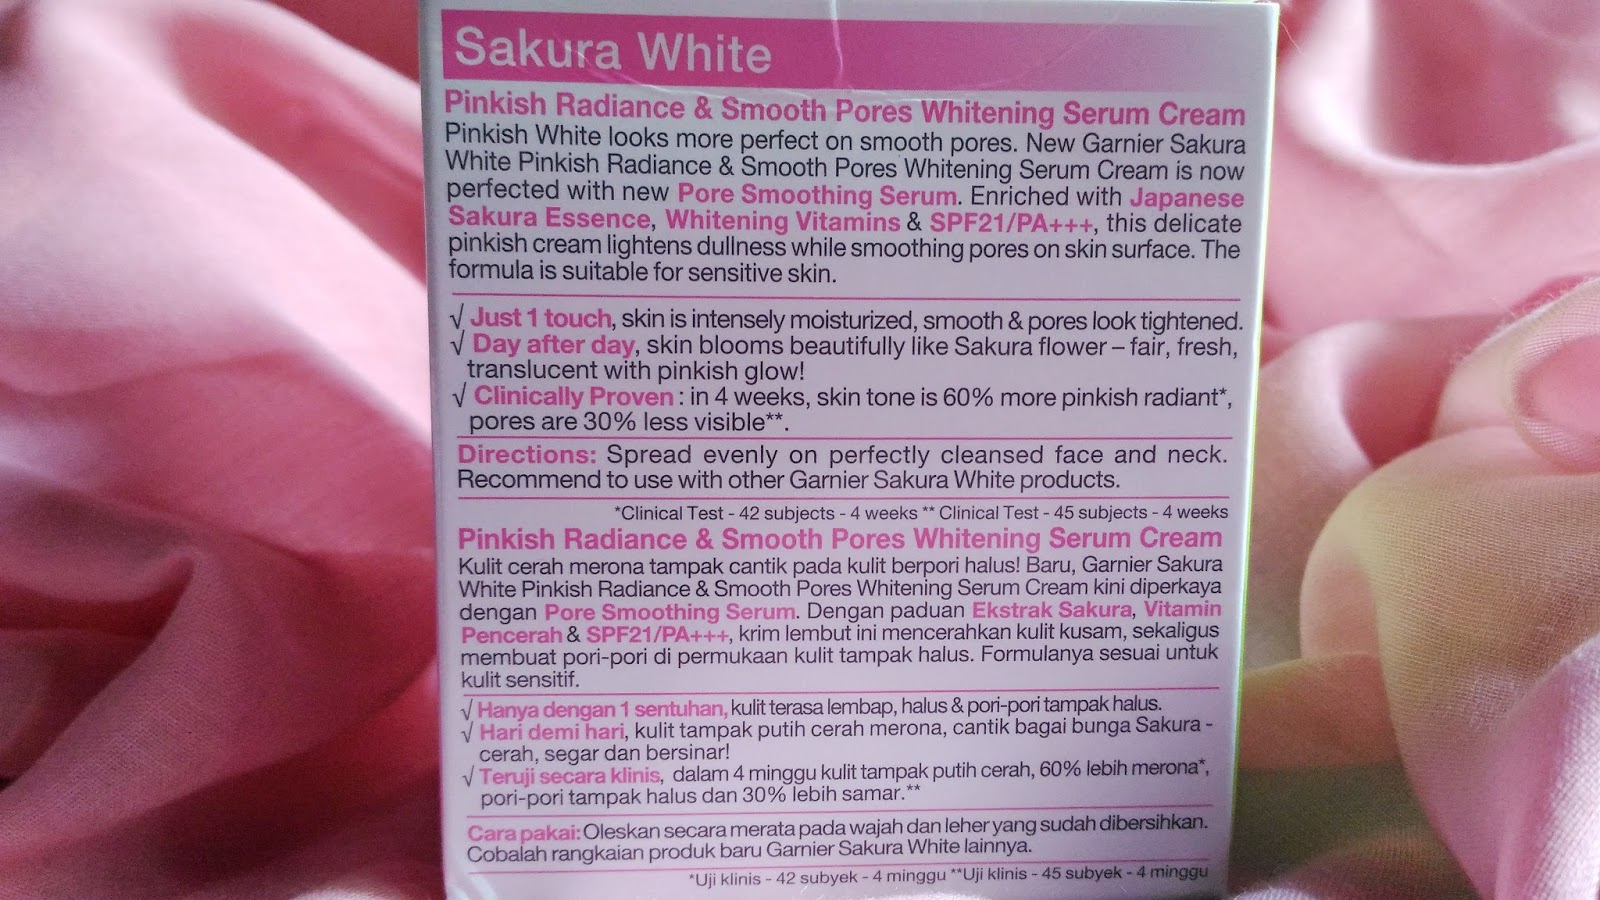 Sakura White
Pinkish Radiance & Smooth Pores Whitening Serum Cream
Pinkish White looks more perfect on smooth pores. New Garnier Sakura
White Pinkish Radiance & Smooth Pores Whitening Serum Cream is now
perfected with new Pore Smoothing Serum. Enriched with Japanese
Sakura Essence, Whitening Vitamins & SPF21/PA+++, this delicate
pinkish cream lightens dullness while smoothing pores on skin surface. The
formula is suitable for sensitive skin.
√ Just 1 touch, skin is intensely moisturized, smooth & pores look tightened.
√ Day after day, skin blooms beautifully like Sakura flower – fair, fresh,
translucent with pinkish glow!
√ Clinically Proven : in 4 weeks, skin tone is 60% more pinkish radiant*,
pores are 30% less visible**.
Directions: Spread evenly on perfectly cleansed face and neck.
Recommend to use with other Garnier Sakura White products.
*Clinical Test - 42 subjects - 4 weeks ** Clinical Test - 45 subjects - 4 weeks
Pinkish Radiance & Smooth Pores Whitening Serum Cream
Kulit cerah merona tampak cantik pada kulit berpori halus! Baru, Garnier Sakura
White Pinkish Radiance & Smooth Pores Whitening Serum Cream kini diperkaya
dengan Pore Smoothing Serum. Dengan paduan Ekstrak Sakura, Vitamin
Pencerah & SPF21/PA+++, krim lembut ini mencerahkan kulit kusam, sekaligus
membuat pori-pori di permukaan kulit tampak halus. Formulanya sesuai untuk
kulit sensitif.
√ Hanya dengan 1 sentuhan, kulit terasa lembap, halus & pori-pori tampak halus.
√ Hari demi hari, kulit tampak putih cerah merona, cantik bagai bunga Sakura -
cerah, segar dan bersinar!
√ Teruji secara klinis, dalam 4 minggu kulit tampak putih cerah, 60% lebih merona*,
pori-pori tampak halus dan 30% lebih samar.**
Cara pakai: Oleskan secara merata pada wajah dan leher yang sudah dibersihkan.
Cobalah rangkaian produk baru Garnier Sakura White lainnya.
*Uji klinis - 42 subyek - 4 minggu **Uji klinis - 45 subyek - 4 minggu